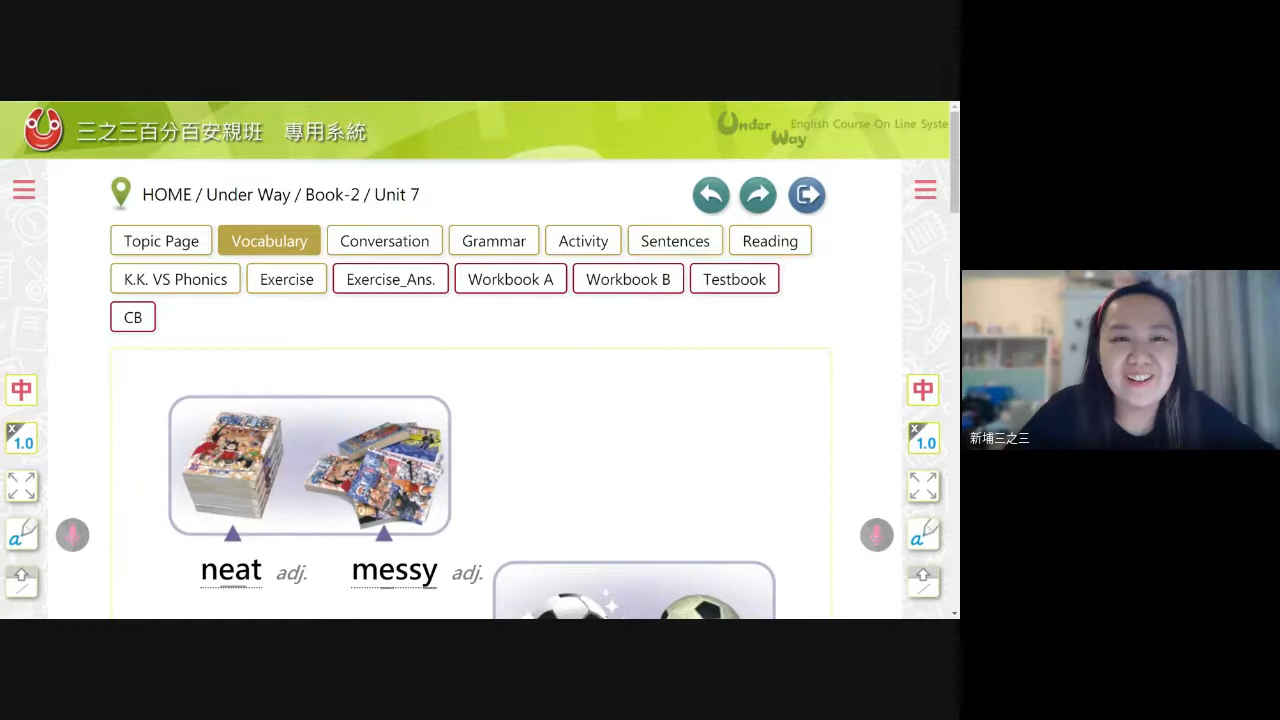 三之三百分百安親班 專用系統
Under Way English Course On Line Syste
HOME / Under Way / Book-2 / Unit 7
Topic Page Vocabulary Conversation Grammar Activity Sentences Reading
K.K. VS Phonics Exercise Exercise_Ans. Workbook A Workbook B Testbook
CB
中 中
x 1.0 x 1.0
a a
neat adj. messy adj.
新埔三之三